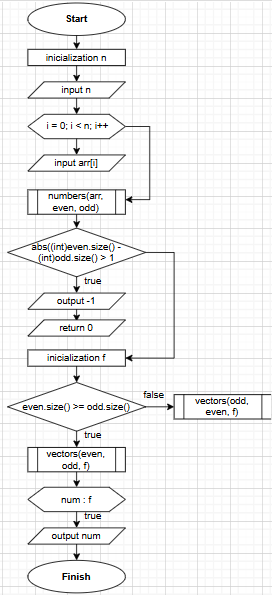 Start
inicialization n
input n
i = 0; i < n; i++
input arr[i]
numbers(arr,
even, odd)
abs((int)even.size() -
(int)odd.size() > 1
true
output -1
return 0
inicialization f
false
even.size() >= odd.size()
vectors(odd,
even, f)
true
vectors(even,
odd, f)
num : f
true
output num
Finish